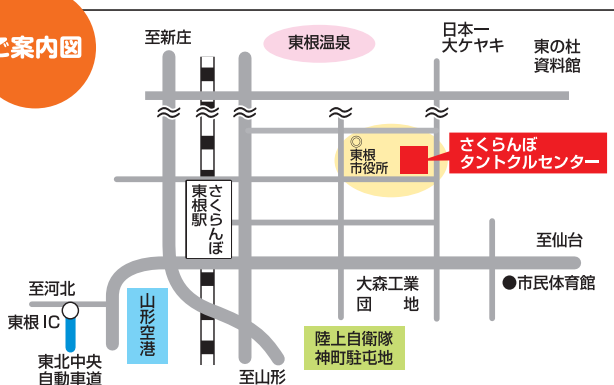 ご案内図
至新庄
東根温泉
日本一
大ケヤキ
東の杜
資料館
◎
東根
市役所
さくらんぼ
タントクルセンター
さくらんぼ
東根駅
至仙台
至河北
東根IC
山形空港
大森工業
団地
●市民体育館
東北中央
自動車道
至山形
陸上自衛隊
神町駐屯地